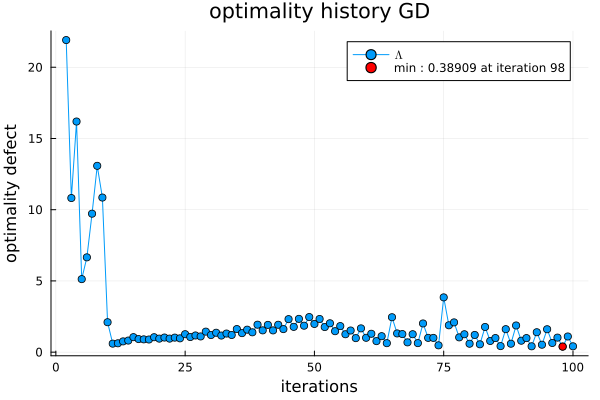 optimality history GD
Λ
min : 0.38909 at iteration 98
optimality defect
20
15
10
5
0
0 25 50 75 100
iterations